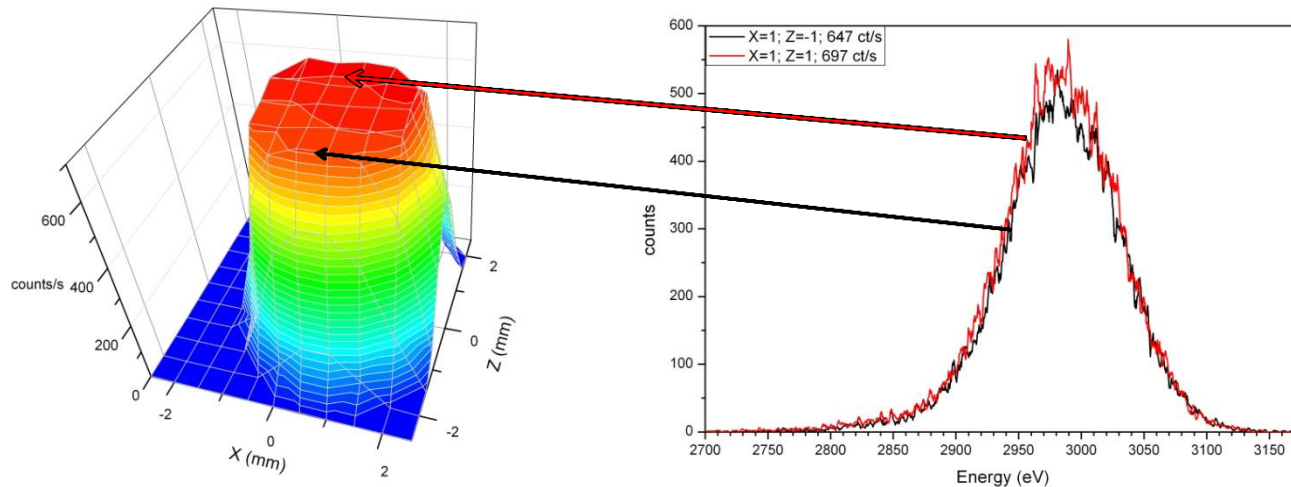 600
counts/s 400
200
0
-2
0
2
X (mm)
2
0
-2
Z (mm)
X=1; Z=-1; 647 ct/s
X=1; Z=1; 697 ct/s
600
500
400
300
200
100
0
counts
2700 2750 2800 2850 2900 2950 3000 3050 3100 3150
Energy (eV)